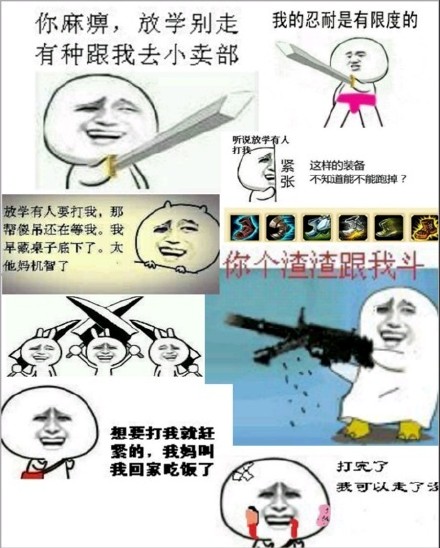 你麻痹，放学别走
有种跟我去小卖部
我的忍耐是有限度的
听说放学有人
打我
紧
张
这样的装备
不知道能不能跑掉？
放学有人要打我，那
帮傻吊还在等我。我
早藏桌子底下了。太
他妈机智了
你个渣渣跟我斗
想要打我就赶
紧的，我妈叫
我回家吃饭了
打完了
我可以走了